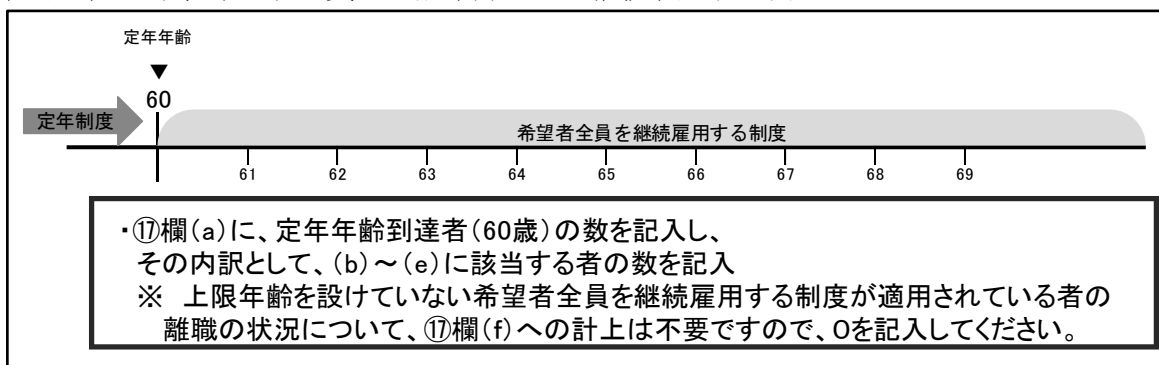 定年年齢
▼
60
定年制度
希望者全員を継続雇用する制度
61 62 63 64 65 66 67 68 69
・⑰欄(a)に、定年年齢到達者(60歳)の数を記入し、
その内訳として、(b)~(e)に該当する者の数を記入
※ 上限年齢を設けていない希望者全員を継続雇用する制度が適用されている者の
離職の状況について、⑰欄(f)への計上は不要ですので、0を記入してください。